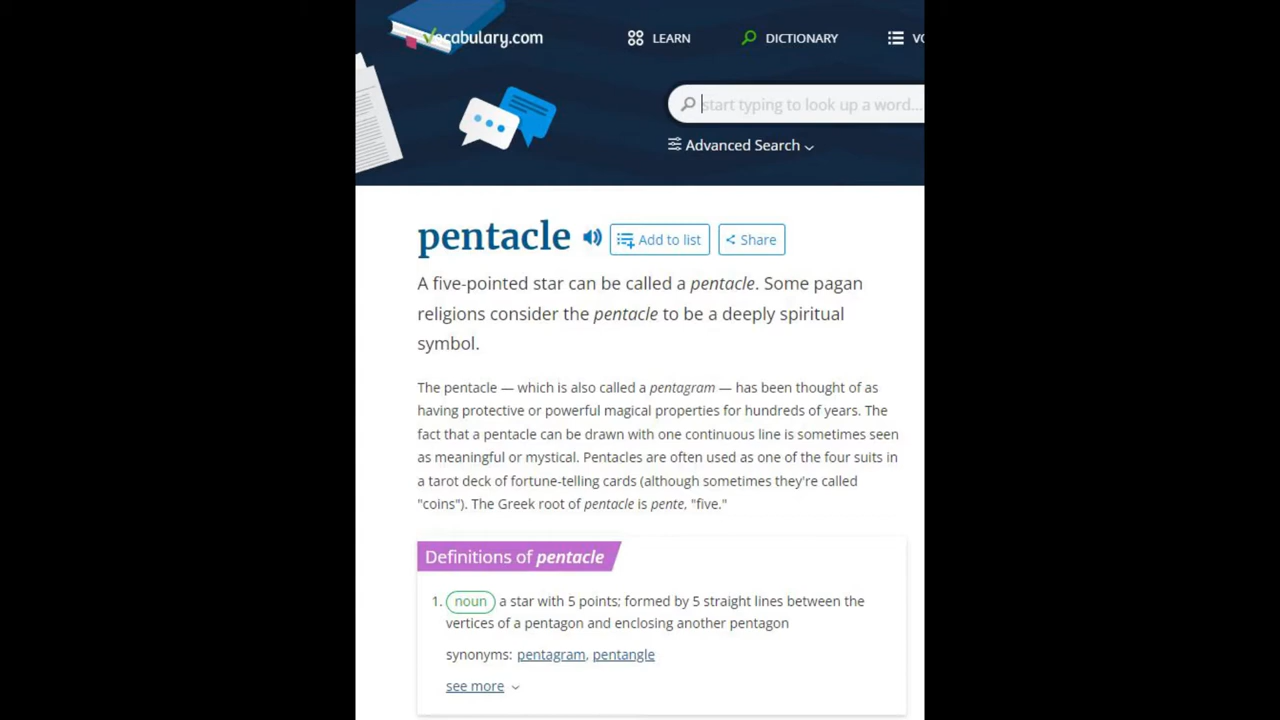 vocabulary.com
LEARN
DICTIONARY
VO
start typing to look up a word...
Advanced Search
pentacle
Add to list
Share
A five-pointed star can be called a pentacle. Some pagan
religions consider the pentacle to be a deeply spiritual
symbol.
The pentacle — which is also called a pentagram — has been thought of as
having protective or powerful magical properties for hundreds of years. The
fact that a pentacle can be drawn with one continuous line is sometimes seen
as meaningful or mystical. Pentacles are often used as one of the four suits in
a tarot deck of fortune-telling cards (although sometimes they're called
"coins"). The Greek root of pentacle is pente, "five."
Definitions of pentacle
1. noun a star with 5 points; formed by 5 straight lines between the
vertices of a pentagon and enclosing another pentagon
synonyms: pentagram, pentangle
see more